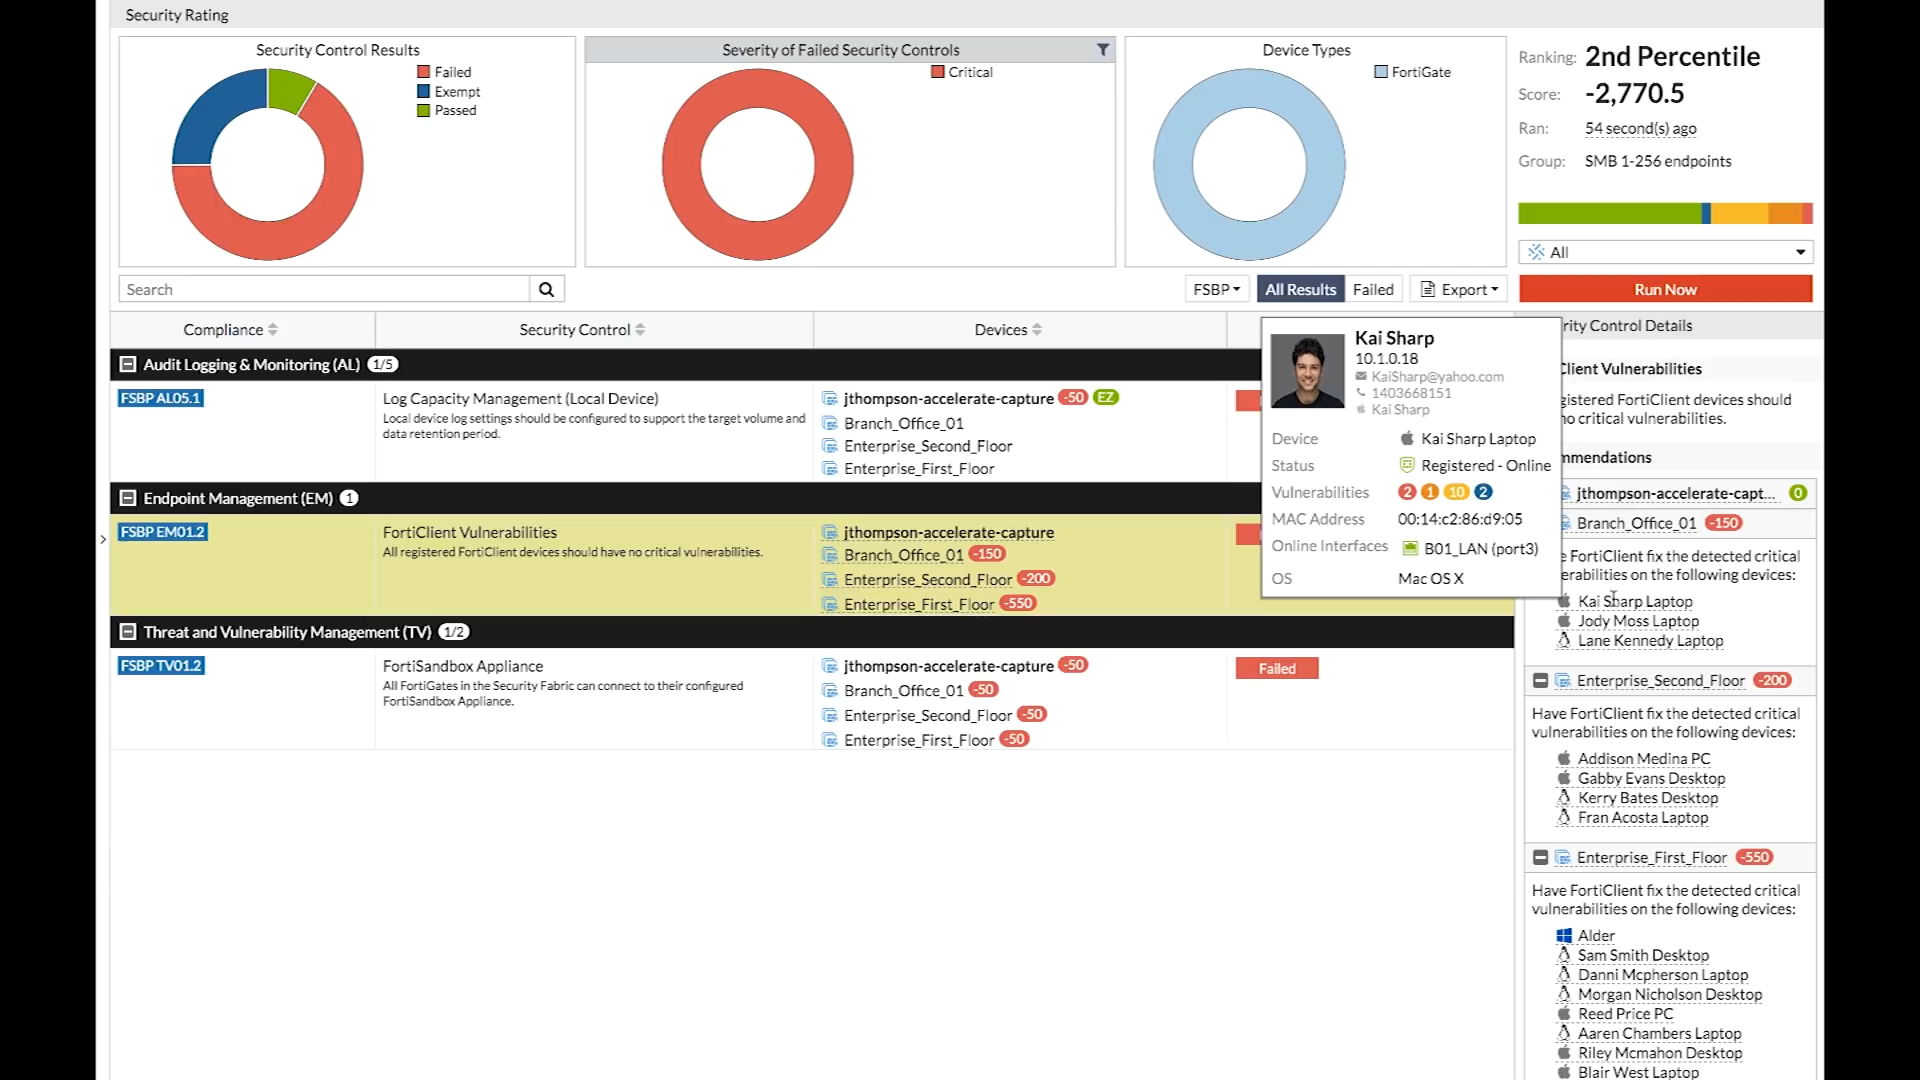 Security Rating
Security Control Results
Failed
Exempt
Passed
Severity of Failed Security Controls
Critical
Device Types
FortiGate
Ranking: 2nd Percentile
Score: -2,770.5
Ran: 54 second(s) ago
Group: SMB 1-256 endpoints
All
Search
FSBP
All Results
Failed
Export
Run Now
Compliance
Security Control
Devices
Audit Logging & Monitoring (AL) 1/5
FSBP AL05.1
Log Capacity Management (Local Device)
Local device log settings should be configured to support the target volume and
data retention period.
jthompson-accelerate-capture -50 EZ
Branch_Office_01
Enterprise_Second_Floor
Enterprise_First_Floor
Endpoint Management (EM) 1
FSBP EM01.2
FortiClient Vulnerabilities
All registered FortiClient devices should have no critical vulnerabilities.
jthompson-accelerate-capture
Branch_Office_01 -150
Enterprise_Second_Floor -200
Enterprise_First_Floor -550
Threat and Vulnerability Management (TV) 1/2
FSBP TV01.2
FortiSandbox Appliance
All FortiGates in the Security Fabric can connect to their configured
FortiSandbox Appliance.
jthompson-accelerate-capture -50
Branch_Office_01 -50
Enterprise_Second_Floor -50
Enterprise_First_Floor -50
Failed
Kai Sharp
10.1.0.18
KaiSharp@yahoo.com
1403668151
Kai Sharp
Device Kai Sharp Laptop
Status Registered - Online
Vulnerabilities 2 1 10 2
MAC Address 00:14:c2:86:d9:05
Online Interfaces B01_LAN (port3)
OS Mac OS X
rity Control Details
Client Vulnerabilities
gistered FortiClient devices should
no critical vulnerabilities.
mmendations
jthompson-accelerate-capt... 0
Branch_Office_01 -150
e FortiClient fix the detected critical
erabilities on the following devices:
Kai Sharp Laptop
Jody Moss Laptop
Lane Kennedy Laptop
Enterprise_Second_Floor -200
Have FortiClient fix the detected critical
vulnerabilities on the following devices:
Addison Medina PC
Gabby Evans Desktop
Kerry Bates Desktop
Fran Acosta Laptop
Enterprise_First_Floor -550
Have FortiClient fix the detected critical
vulnerabilities on the following devices:
Alder
Sam Smith Desktop
Danni Mcpherson Laptop
Morgan Nicholson Desktop
Reed Price PC
Aaren Chambers Laptop
Riley Mcmahon Desktop
Blair West Laptop